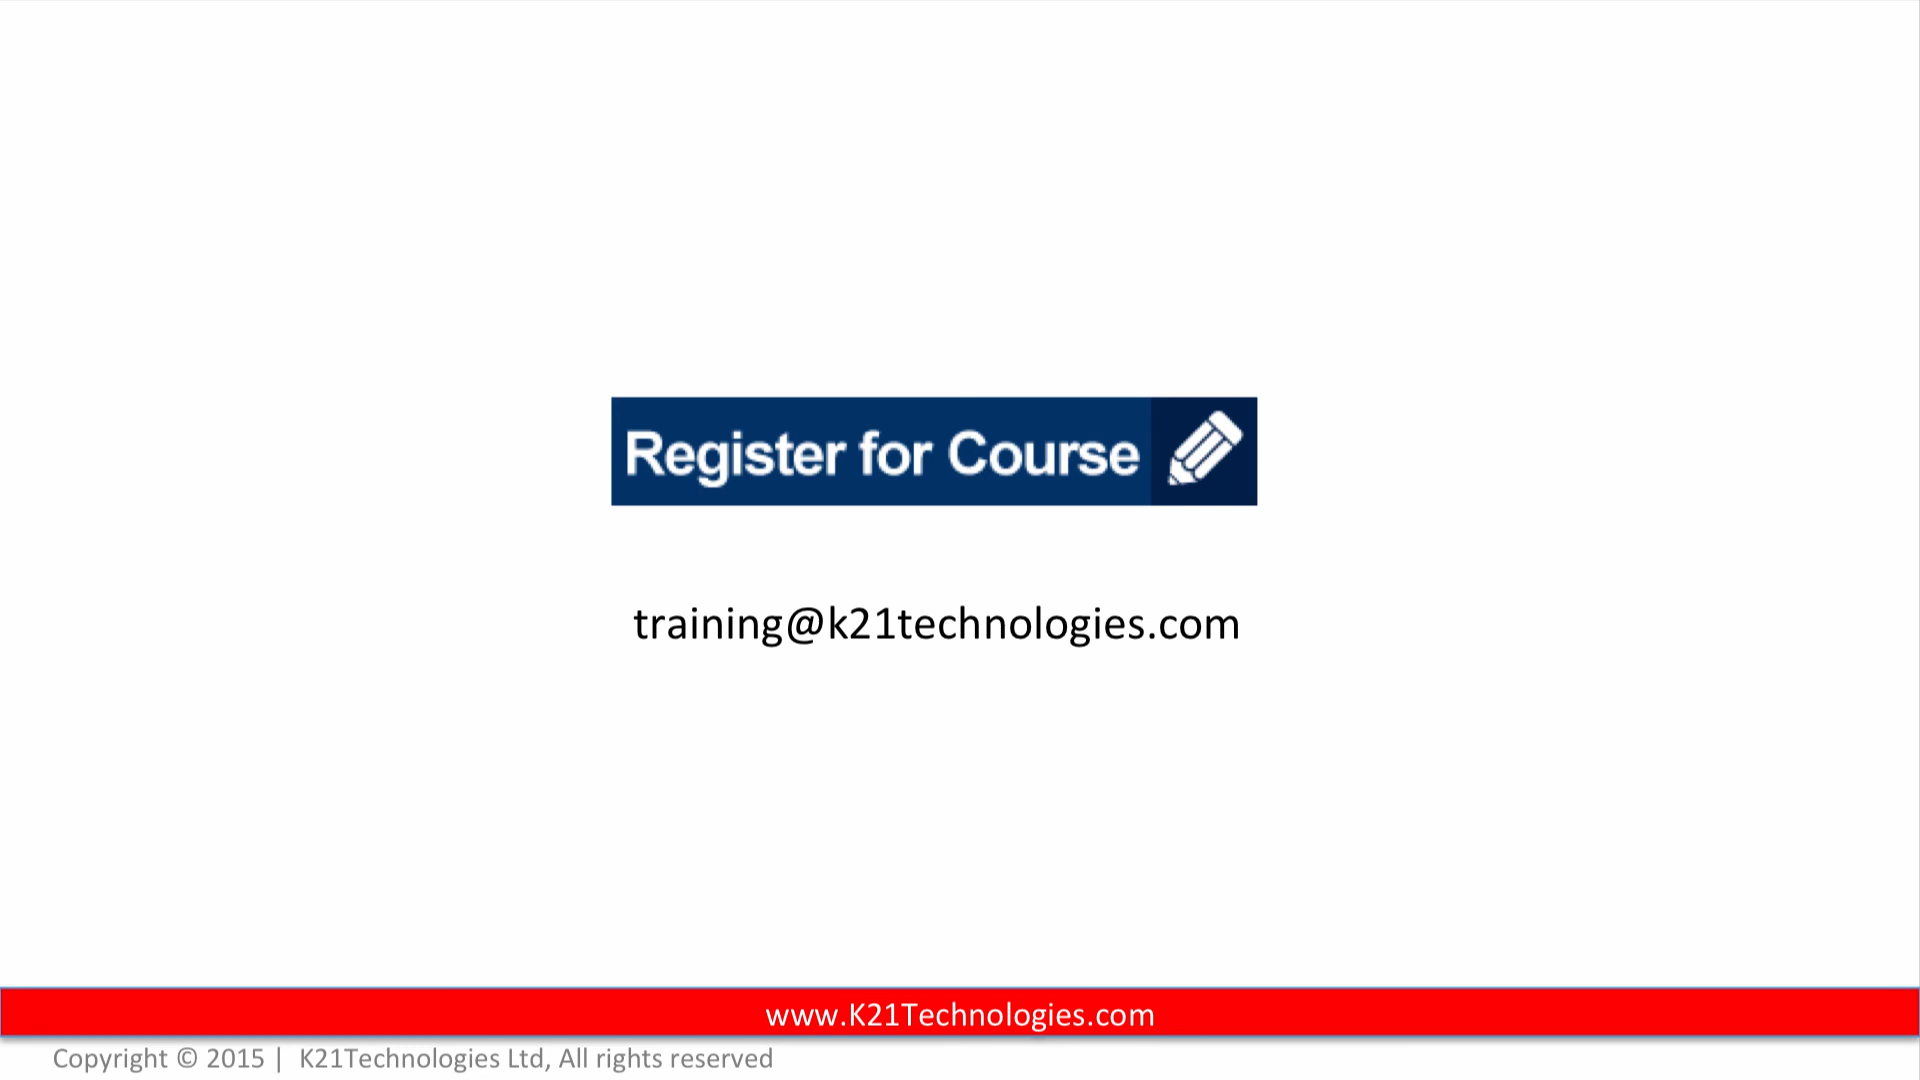 Register for Course
training@k21technologies.com
www.K21Technologies.com
Copyright © 2015 | K21Technologies Ltd, All rights reserved